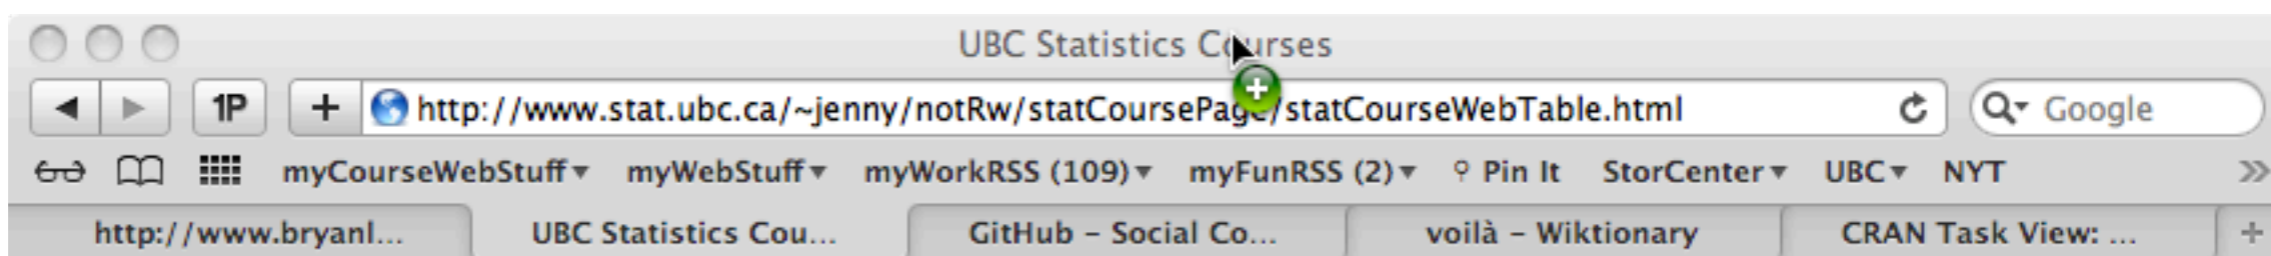 UBC Statistics Courses
1P + http://www.stat.ubc.ca/~jenny/notRw/statCoursePage/statCourseWebTable.html Google
myCourseWebStuff myWebStuff myWorkRSS (109) myFunRSS (2) Pin It StorCenter UBC NYT »
http://www.bryanl... UBC Statistics Cou... GitHub – Social Co... voilà – Wiktionary CRAN Task View: ... +